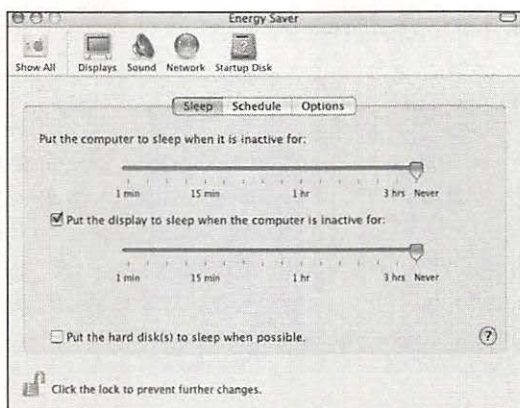 Energy Saver
Show All Displays Sound Network Startup Disk
Sleep Schedule Options
Put the computer to sleep when it is inactive for:
1 min 15 min 1 hr 3 hrs Never
Put the display to sleep when the computer is inactive for:
1 min 15 min 1 hr 3 hrs Never
Put the hard disk(s) to sleep when possible.
?
Click the lock to prevent further changes.